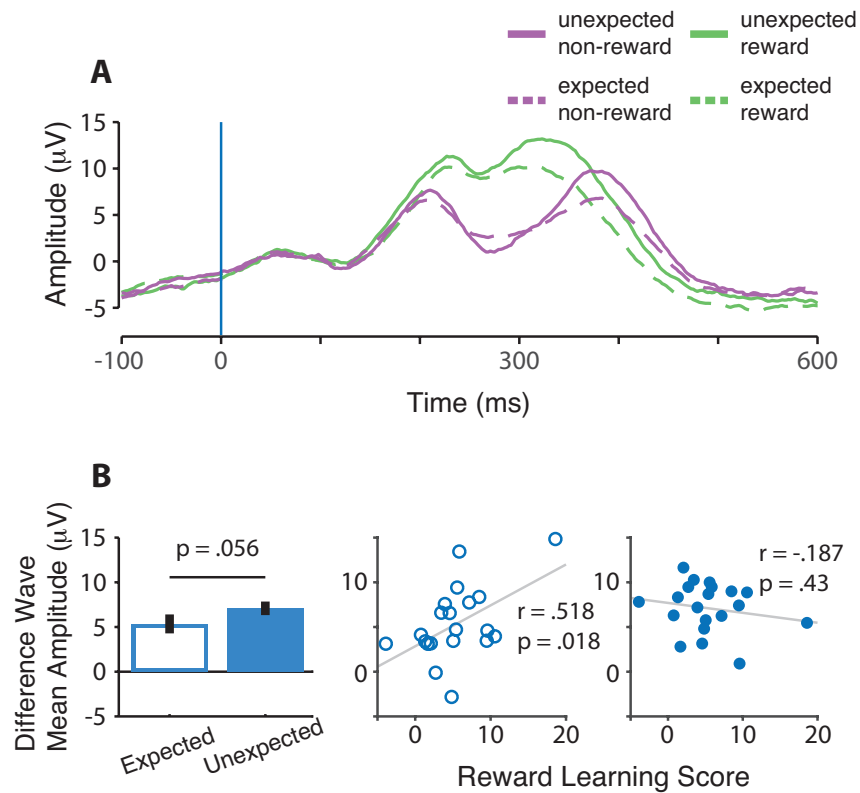 unexpected
non-reward
unexpected
reward
expected
non-reward
expected
reward
A
Amplitude (μV)
15
10
5
0
-5
-100
0
300
600
Time (ms)
B
Difference Wave
Mean Amplitude (μV)
15
10
5
0
-5
p = .056
Expected
Unexpected
10
0
r = .518
p = .018
0
10
20
10
0
r = -.187
p = .43
0
10
20
Reward Learning Score